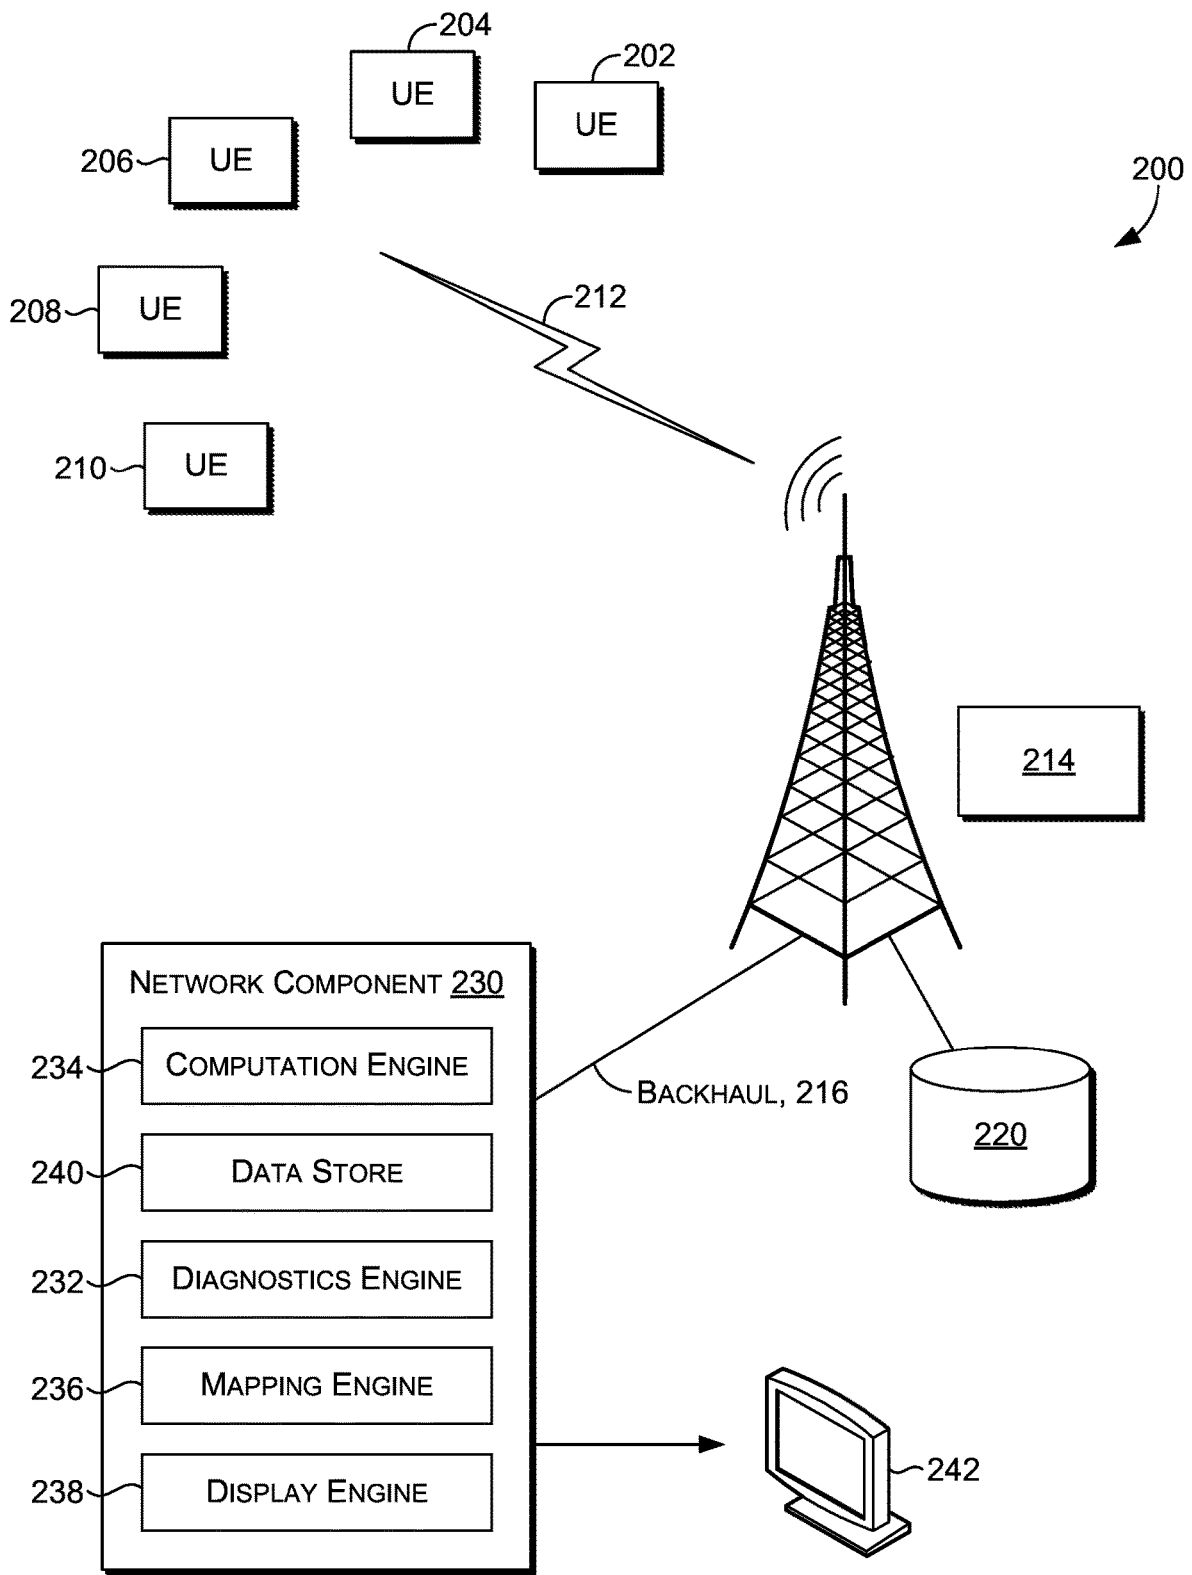 204
UE
202
UE
206
UE
200
208
UE
212
210
UE
214
NETWORK COMPONENT 230
234
COMPUTATION ENGINE
BACKHAUL, 216
220
240
DATA STORE
232
DIAGNOSTICS ENGINE
236
MAPPING ENGINE
238
DISPLAY ENGINE
242